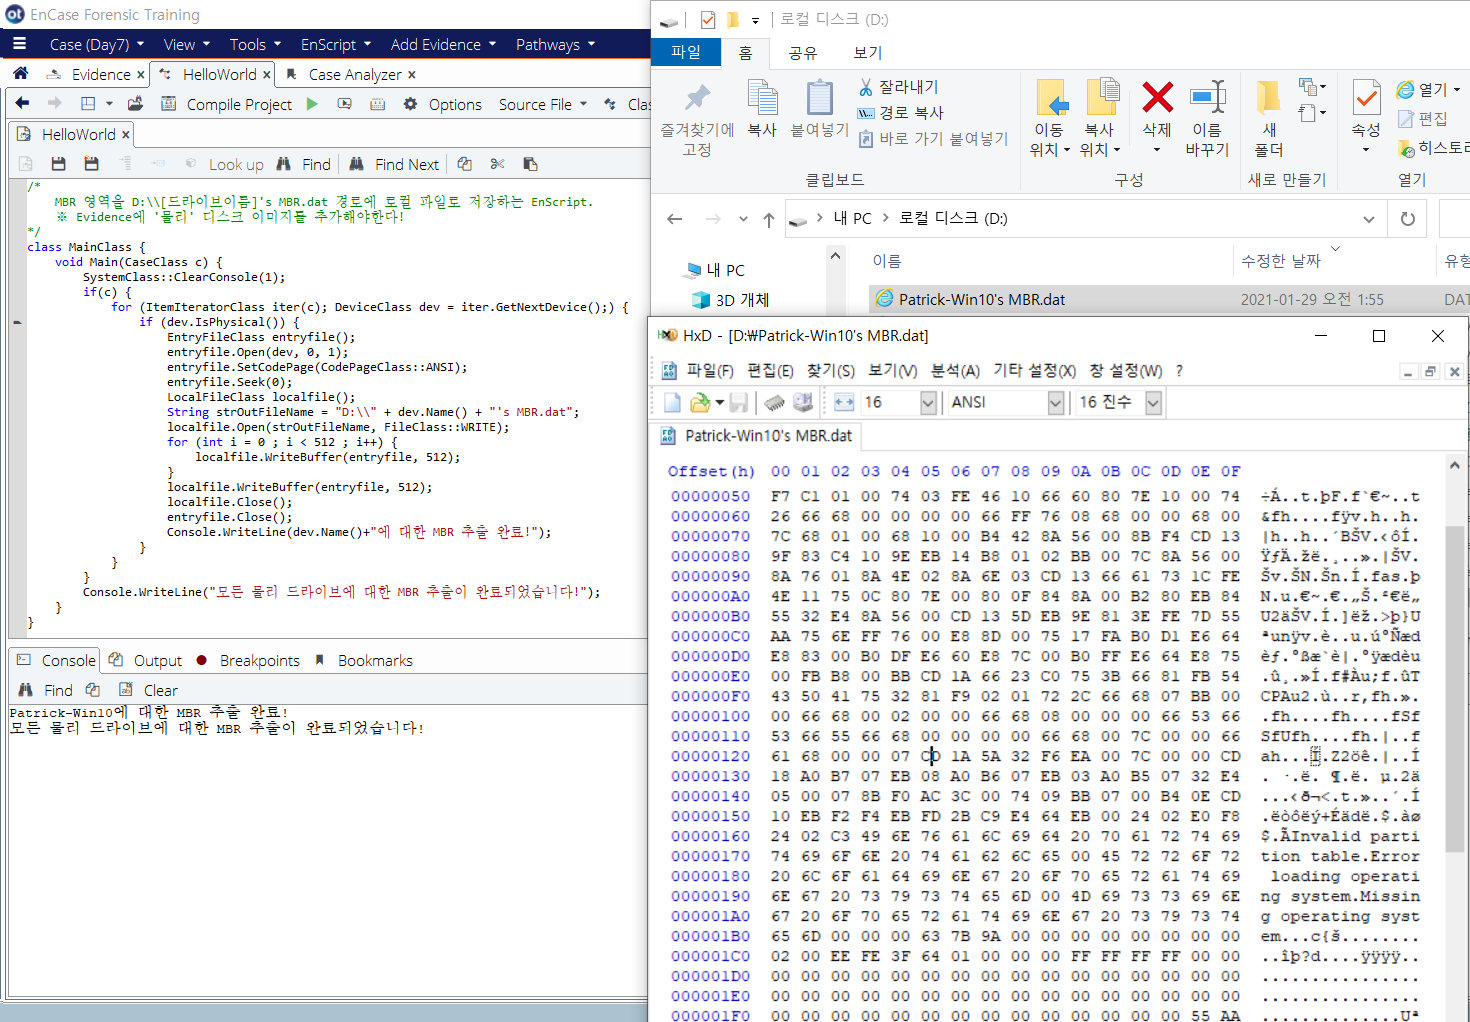 EnCase Forensic Training
Case (Day7) View Tools EnScript Add Evidence Pathways
Evidence × HelloWorld × Case Analyzer ×
Compile Project Options Source File Clas
HelloWorld ×
Look up Find Find Next
/*
    MBR 영역을 D:\\[드라이브이름]'s MBR.dat 경로에 로컬 파일로 저장하는 EnScript.
    ※ Evidence에 '물리' 디스크 이미지를 추가해야한다!
*/
class MainClass {
    void Main(CaseClass c) {
        SystemClass::ClearConsole(1);
        if(c) {
            for (ItemIteratorClass iter(c); DeviceClass dev = iter.GetNextDevice();) {
                if (dev.IsPhysical()) {
                    EntryFileClass entryfile();
                    entryfile.Open(dev, 0, 1);
                    entryfile.SetCodePage(CodePageClass::ANSI);
                    entryfile.Seek(0);
                    LocalFileClass localfile();
                    String strOutFileName = "D:\\" + dev.Name() + "'s MBR.dat";
                    localfile.Open(strOutFileName, FileClass::WRITE);
                    for (int i = 0 ; i < 512 ; i++) {
                        localfile.WriteBuffer(entryfile, 512);
                    }
                    localfile.WriteBuffer(entryfile, 512);
                    localfile.Close();
                    entryfile.Close();
                    Console.WriteLine(dev.Name()+"에 대한 MBR 추출 완료!");
                }
            }
        }
        Console.WriteLine("모든 물리 드라이브에 대한 MBR 추출이 완료되었습니다!");
    }
}
Console Output Breakpoints Bookmarks
Find Clear
Patrick-Win10에 대한 MBR 추출 완료!
모든 물리 드라이브에 대한 MBR 추출이 완료되었습니다!
로컬 디스크 (D:)
파일 홈 공유 보기
즐겨찾기에 고정
복사
붙여넣기
잘라내기
경로 복사
바로 가기 붙여넣기
클립보드
이동 위치
복사 위치
삭제
이름 바꾸기
구성
새 폴더
새로 만들기
속성
열기
편집
히스토리
열기
내 PC > 로컬 디스크 (D:)
내 PC
3D 개체
이름 수정한 날짜 유형
Patrick-Win10's MBR.dat 2021-01-29 오전 1:55 DAT
HxD - [D:₩Patrick-Win10's MBR.dat]
파일(F) 편집(E) 찾기(S) 보기(V) 분석(A) 기타 설정(X) 창 설정(W) ?
16 ANSI 16 진수
Patrick-Win10's MBR.dat
Offset(h) 00 01 02 03 04 05 06 07 08 09 0A 0B 0C 0D 0E 0F
00000050 F7 C1 01 00 74 03 FE 46 10 66 60 80 7E 10 00 74 ÷Á..t.þF.f`€~..t
00000060 26 66 68 00 00 00 00 66 FF 76 08 68 00 00 68 00 &fh....fÿv.h..h.
00000070 7C 68 01 00 68 10 00 B4 42 8A 56 00 8B F4 CD 13 |h..h..´BŠV.‹ôÍ.
00000080 9F 83 C4 10 9E EB 14 B8 01 02 BB 00 7C 8A 56 00 ŸƒÄ.žë.¸..».|ŠV.
00000090 8A 76 01 8A 4E 02 8A 6E 03 CD 13 66 61 73 1C FE Šv.ŠN.Šn.Í.fas.þ
000000A0 4E 11 75 0C 80 7E 00 80 0F 84 8A 00 B2 80 EB 84 N.u.€~.€.„Š.²€ë„
000000B0 55 32 E4 8A 56 00 CD 13 5D EB 9E 81 3E FE 7D 55 U2äŠV.Í.]ëž.>þ}U
000000C0 AA 75 6E FF 76 00 E8 8D 00 75 17 FA B0 D1 E6 64 ªunÿv.è..u.ú°Ñæd
000000D0 E8 83 00 B0 DF E6 60 E8 7C 00 B0 FF E6 64 E8 75 èƒ.°ßæ`è|.°ÿædèu
000000E0 00 FB B8 00 BB CD 1A 66 23 C0 75 3B 66 81 FB 54 .û¸.»Í.f#Àu;f.ûT
000000F0 43 50 41 75 32 81 F9 02 01 72 2C 66 68 07 BB 00 CPAu2.ù..r,fh.».
00000100 00 66 68 00 02 00 00 66 68 08 00 00 00 66 53 66 .fh....fh....fSf
00000110 53 66 55 66 68 00 00 00 00 66 68 00 7C 00 00 66 SfUfh....fh.|..f
00000120 61 68 00 00 07 CD 1A 5A 32 F6 EA 00 7C 00 00 CD ah...Í.Z2öê.|..Í
00000130 18 A0 B7 07 EB 08 A0 B6 07 EB 03 A0 B5 07 32 E4 . ·.ë. ¶.ë. µ.2ä
00000140 05 00 07 8B F0 AC 3C 00 74 09 BB 07 00 B4 0E CD ...‹ð¬<.t.»..´.Í
00000150 10 EB F2 F4 EB FD 2B C9 E4 64 EB 00 24 02 E0 F8 .ëòôëý+Éädë.$.àø
00000160 24 02 C3 49 6E 76 61 6C 69 64 20 70 61 72 74 69 $.ÃInvalid parti
00000170 74 69 6F 6E 20 74 61 62 6C 65 00 45 72 72 6F 72 tion table.Error
00000180 20 6C 6F 61 64 69 6E 67 20 6F 70 65 72 61 74 69  loading operati
00000190 6E 67 20 73 79 73 74 65 6D 00 4D 69 73 73 69 6E ng system.Missin
000001A0 67 20 6F 70 65 72 61 74 69 6E 67 20 73 79 73 74 g operating syst
000001B0 65 6D 00 00 00 63 7B 9A 00 00 00 00 00 00 00 00 em...c{š........
000001C0 02 00 EE FE 3F 64 01 00 00 00 FF FF FF FF 00 00 ..îþ?d....ÿÿÿÿ..
000001D0 00 00 00 00 00 00 00 00 00 00 00 00 00 00 00 00 ................
000001E0 00 00 00 00 00 00 00 00 00 00 00 00 00 00 00 00 ................
000001F0 00 00 00 00 00 00 00 00 00 00 00 00 00 00 55 AA ..............Uª